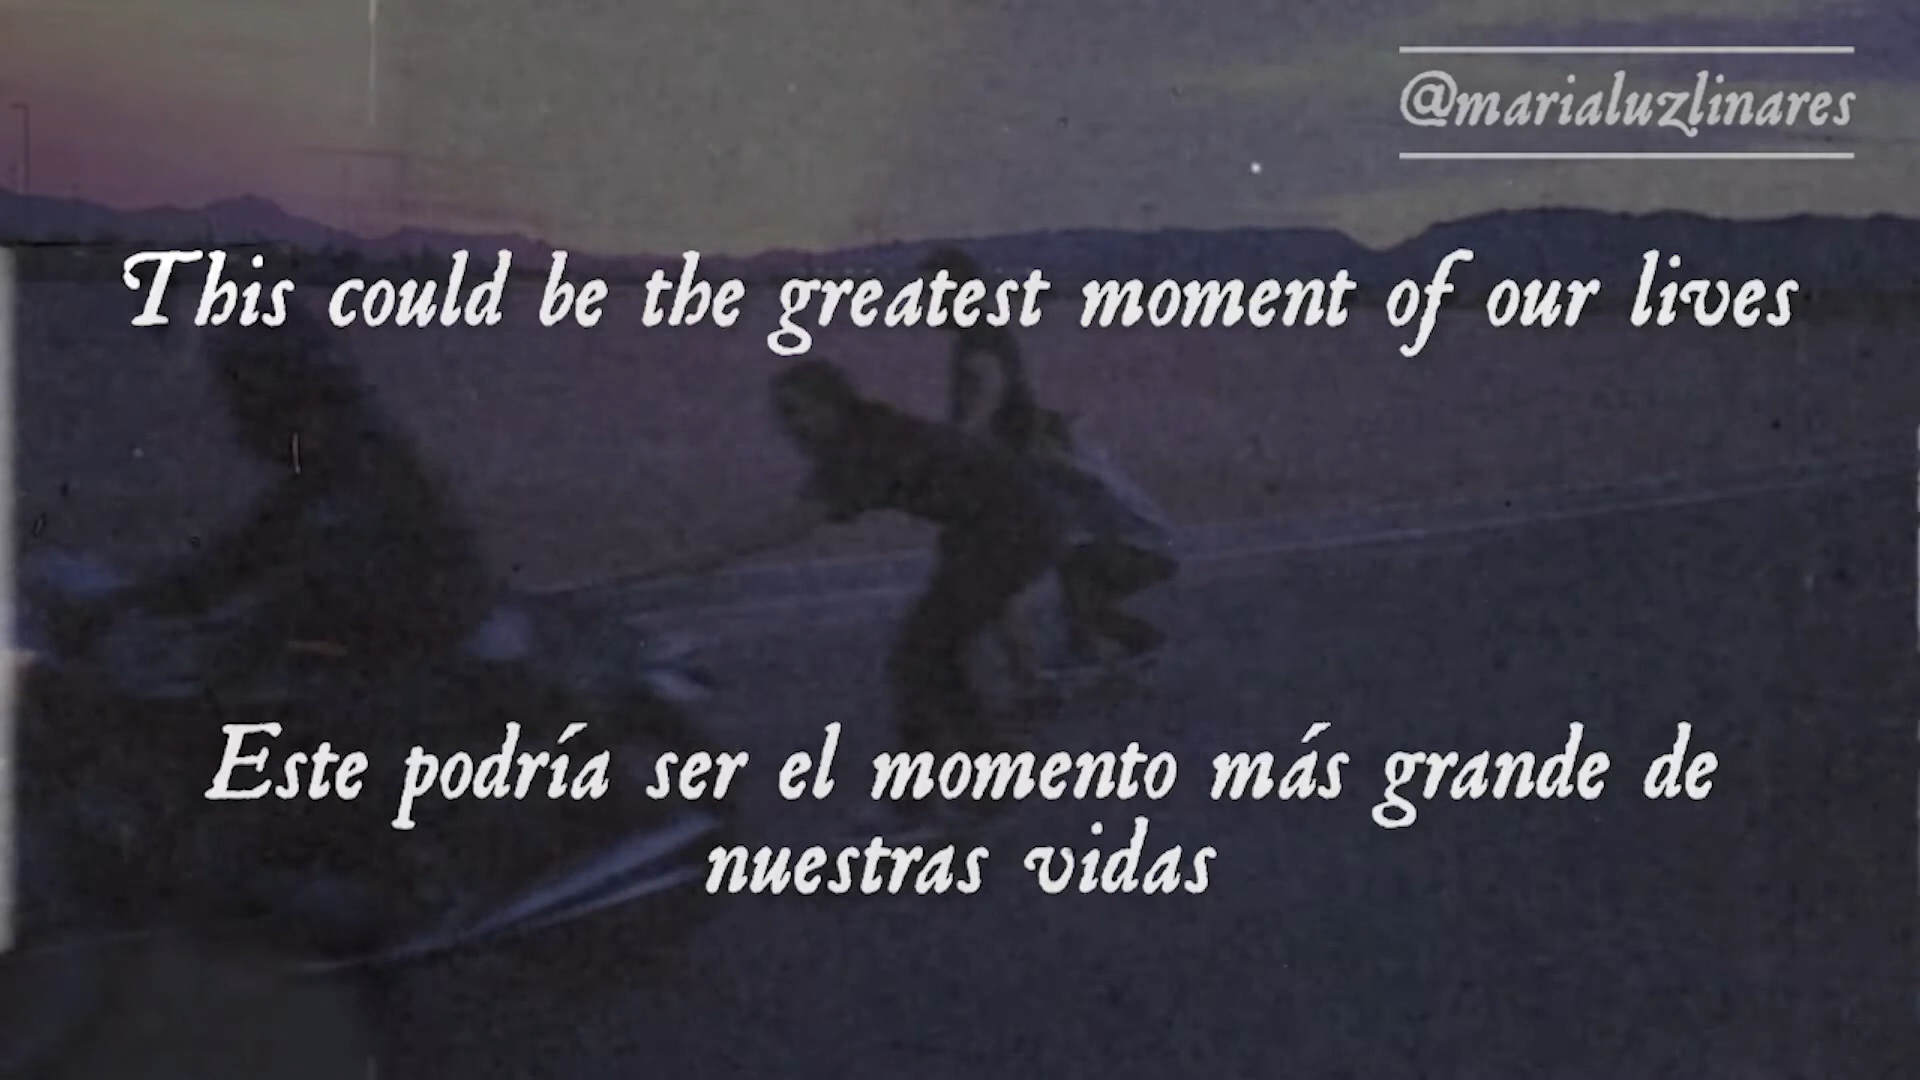 @marialuzlinares
This could be the greatest moment of our lives
Este podría ser el momento más grande de
nuestras vidas